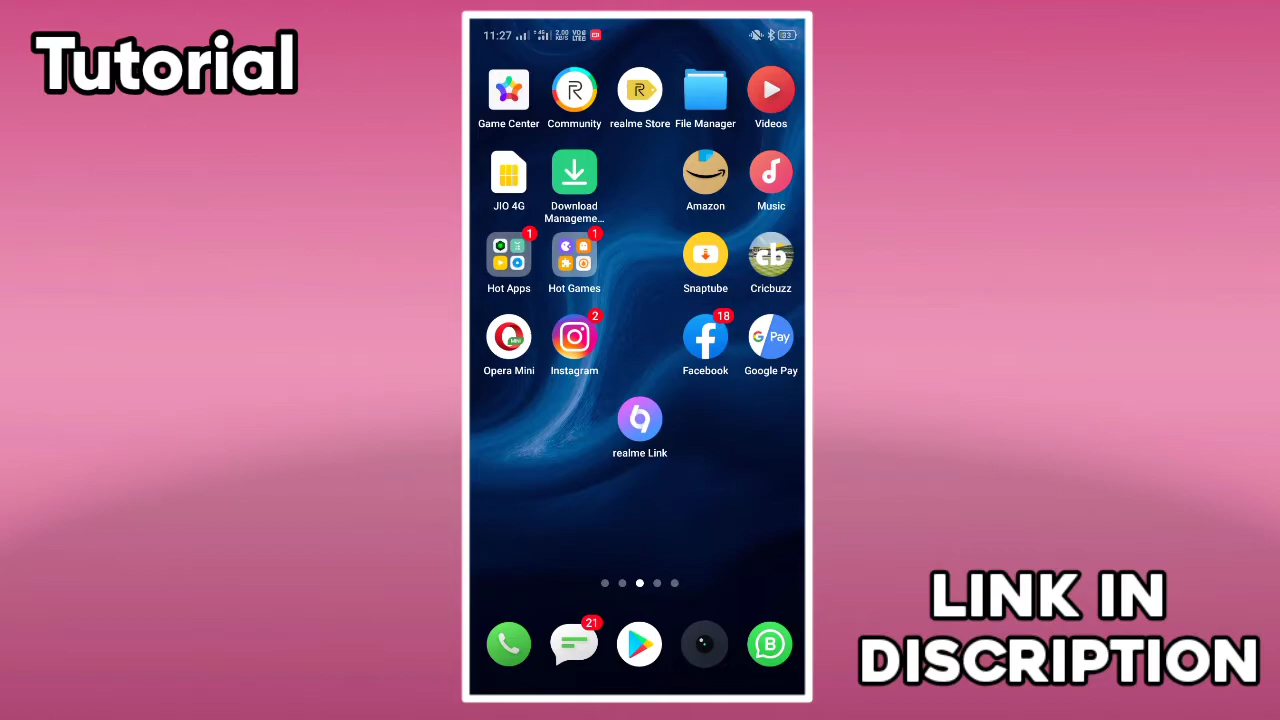 Tutorial
11:27
Game Center Community realme Store File Manager Videos
JIO 4G Download Manageme... Amazon Music
1 1
cb
Hot Apps Hot Games Snaptube Cricbuzz
2 18
G Pay
Opera Mini Instagram Facebook Google Pay
realme Link
21
B
LINK IN
DISCRIPTION